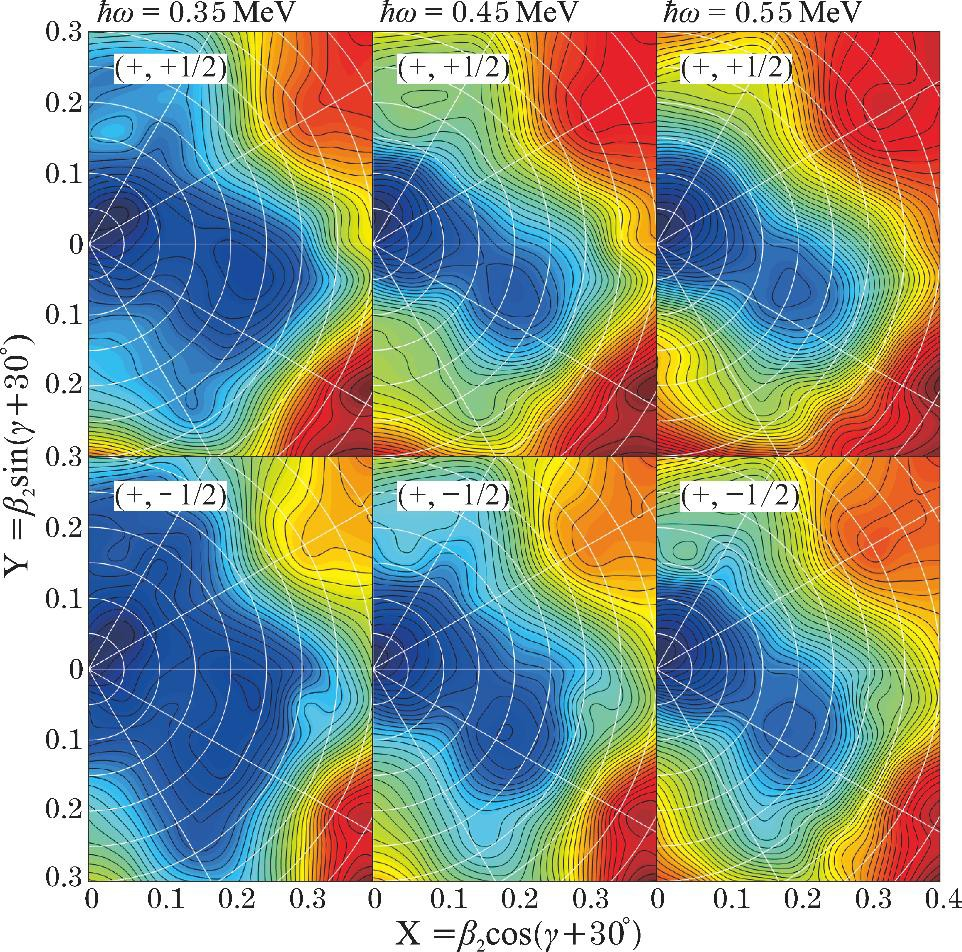 ħω = 0.35 MeV ħω = 0.45 MeV ħω = 0.55 MeV
0.3
(+, +1/2) (+, +1/2) (+, +1/2)
0.2
0.1
0
0.1
0.2
0.3
(+, −1/2) (+, −1/2) (+, −1/2)
0.2
0.1
0
0.1
0.2
0.3
Y = β₂sin(γ + 30°)
0 0.1 0.2 0.3 0 0.1 0.2 0.3 0 0.1 0.2 0.3 0.4
X = β₂cos(γ + 30°)